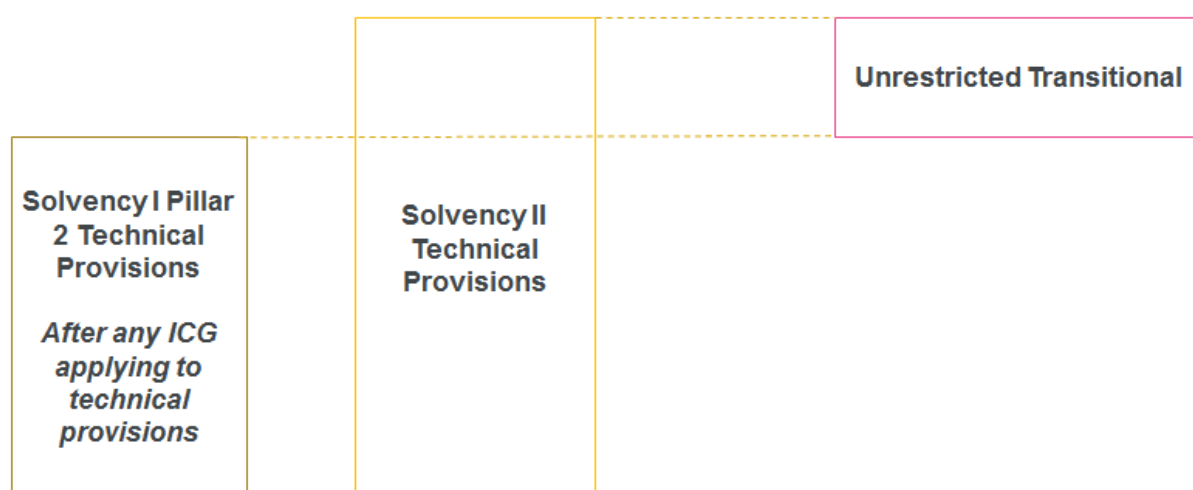 Unrestricted Transitional
Solvency I Pillar
2 Technical
Provisions
After any ICG
applying to
technical
provisions
Solvency II
Technical
Provisions